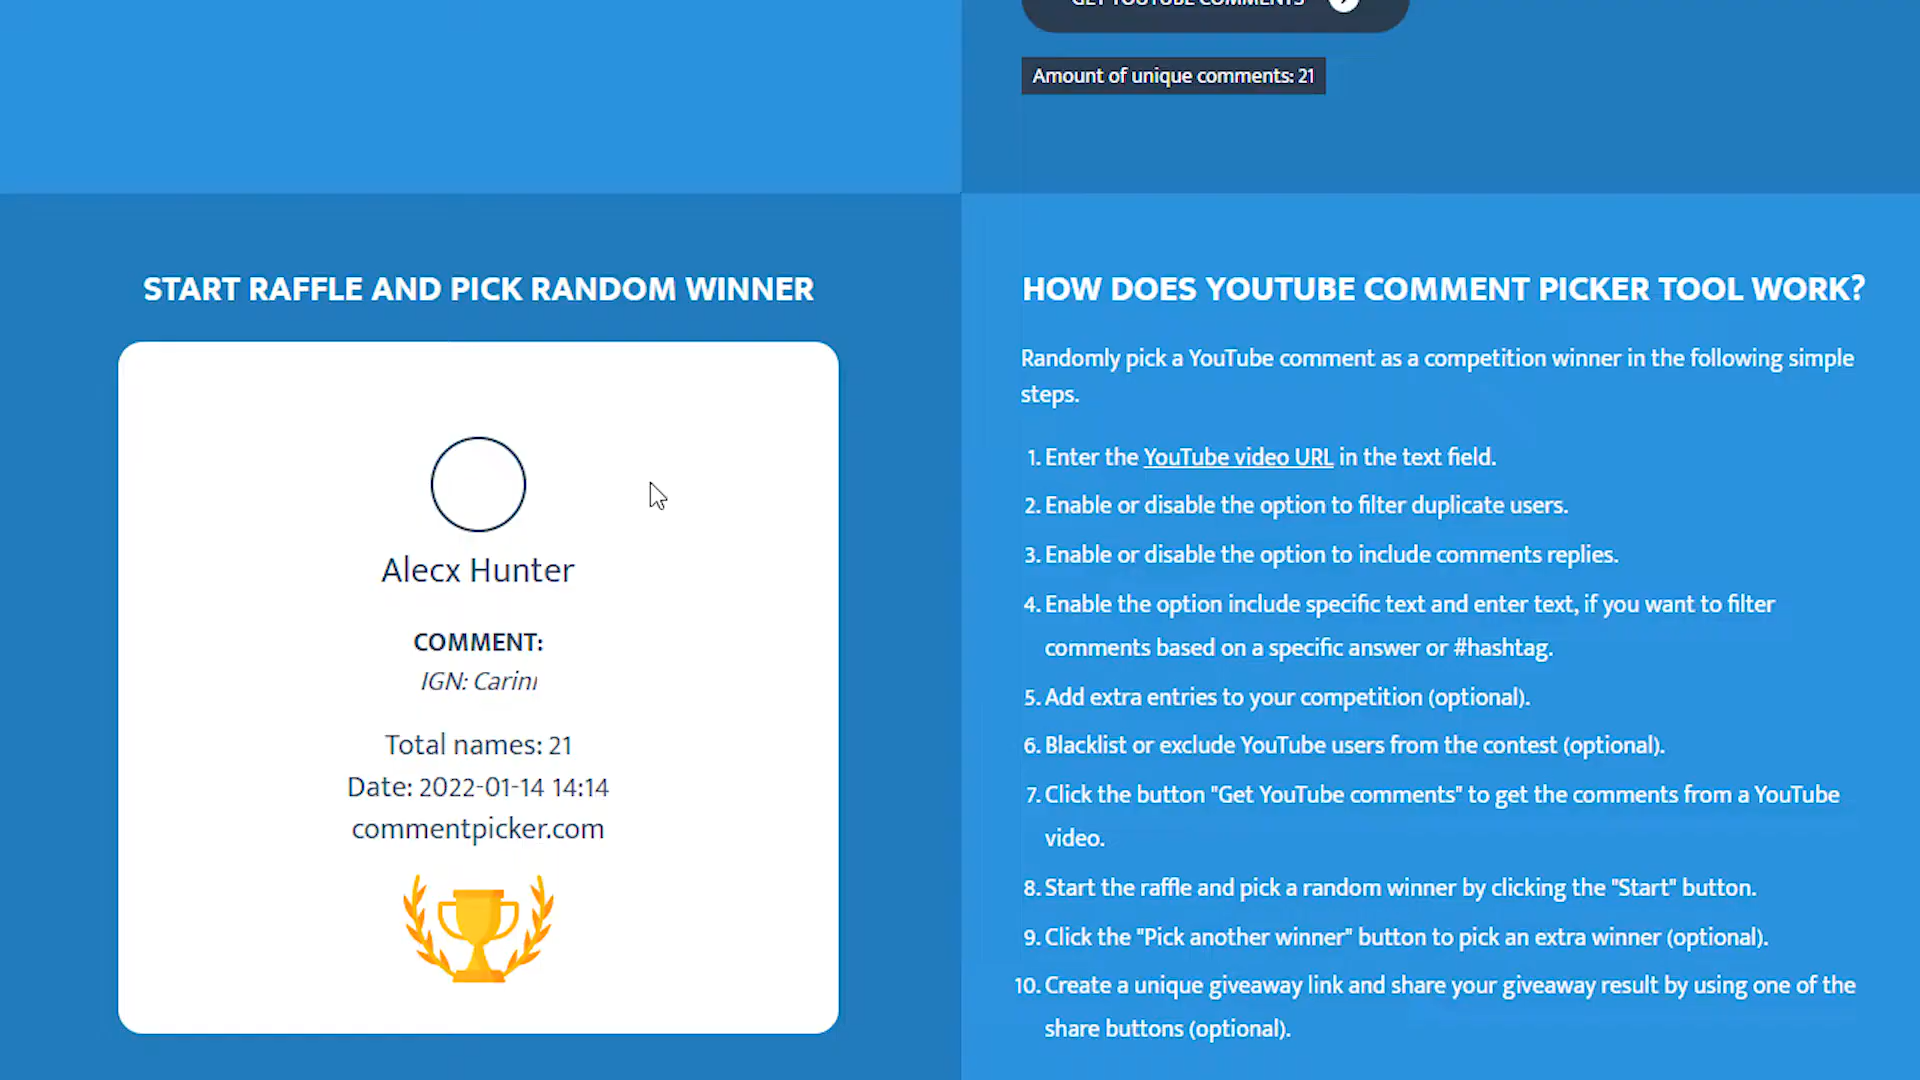 GET YOUTUBE COMMENTS
Amount of unique comments: 21
START RAFFLE AND PICK RANDOM WINNER
Alecx Hunter
COMMENT:
IGN: Carini
Total names: 21
Date: 2022-01-14 14:14
commentpicker.com
HOW DOES YOUTUBE COMMENT PICKER TOOL WORK?
Randomly pick a YouTube comment as a competition winner in the following simple
steps.
1. Enter the YouTube video URL in the text field.
2. Enable or disable the option to filter duplicate users.
3. Enable or disable the option to include comments replies.
4. Enable the option include specific text and enter text, if you want to filter
comments based on a specific answer or #hashtag.
5. Add extra entries to your competition (optional).
6. Blacklist or exclude YouTube users from the contest (optional).
7. Click the button "Get YouTube comments" to get the comments from a YouTube
video.
8. Start the raffle and pick a random winner by clicking the "Start" button.
9. Click the "Pick another winner" button to pick an extra winner (optional).
10. Create a unique giveaway link and share your giveaway result by using one of the
share buttons (optional).